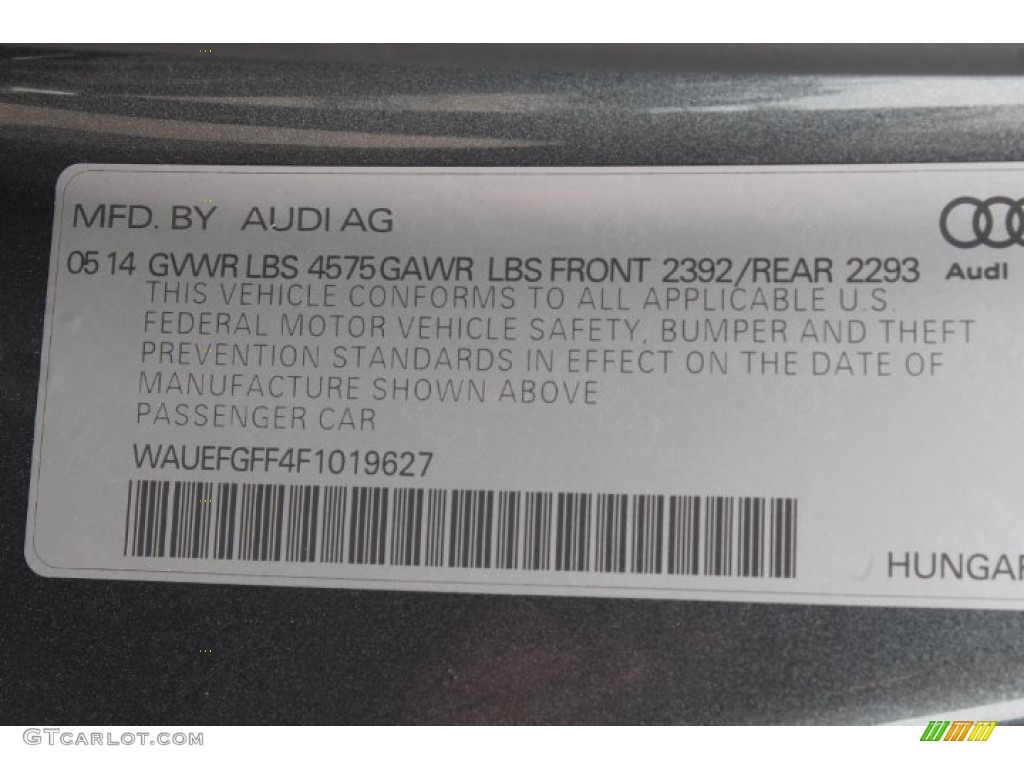 MFD. BY AUDI AG
0514 GVWR LBS 4575 GAWR LBS FRONT 2392/REAR 2293
Audi
THIS VEHICLE CONFORMS TO ALL APPLICABLE U.S.
FEDERAL MOTOR VEHICLE SAFETY, BUMPER AND THEFT
PREVENTION STANDARDS IN EFFECT ON THE DATE OF
MANUFACTURE SHOWN ABOVE
PASSENGER CAR
WAUEFGFF4F1019627
HUNGAR
GTcarlot.com